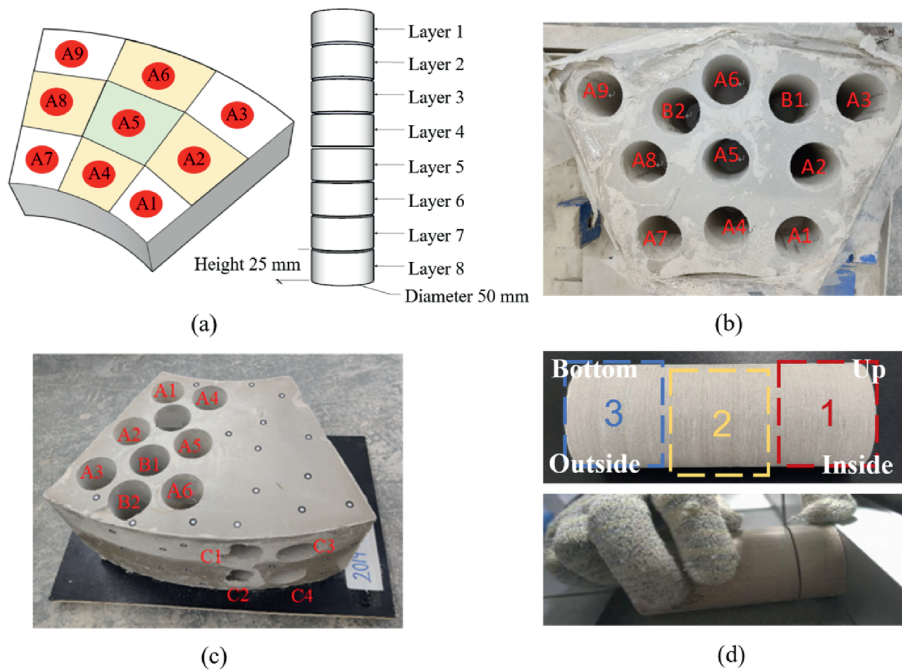 A9
A6
A3
A8
A5
A2
A7
A4
A1
Layer 1
Layer 2
Layer 3
Layer 4
Layer 5
Layer 6
Layer 7
Layer 8
Height 25 mm
Diameter 50 mm
(a)
A9
A6
B2
B1
A3
A8
A5
A2
A7
A4
A1
(b)
A1
A4
A2
A5
A3
B1
A6
B2
C1
C3
C2
C4
2019
(c)
Bottom
Up
3
2
1
Outside
Inside
(d)